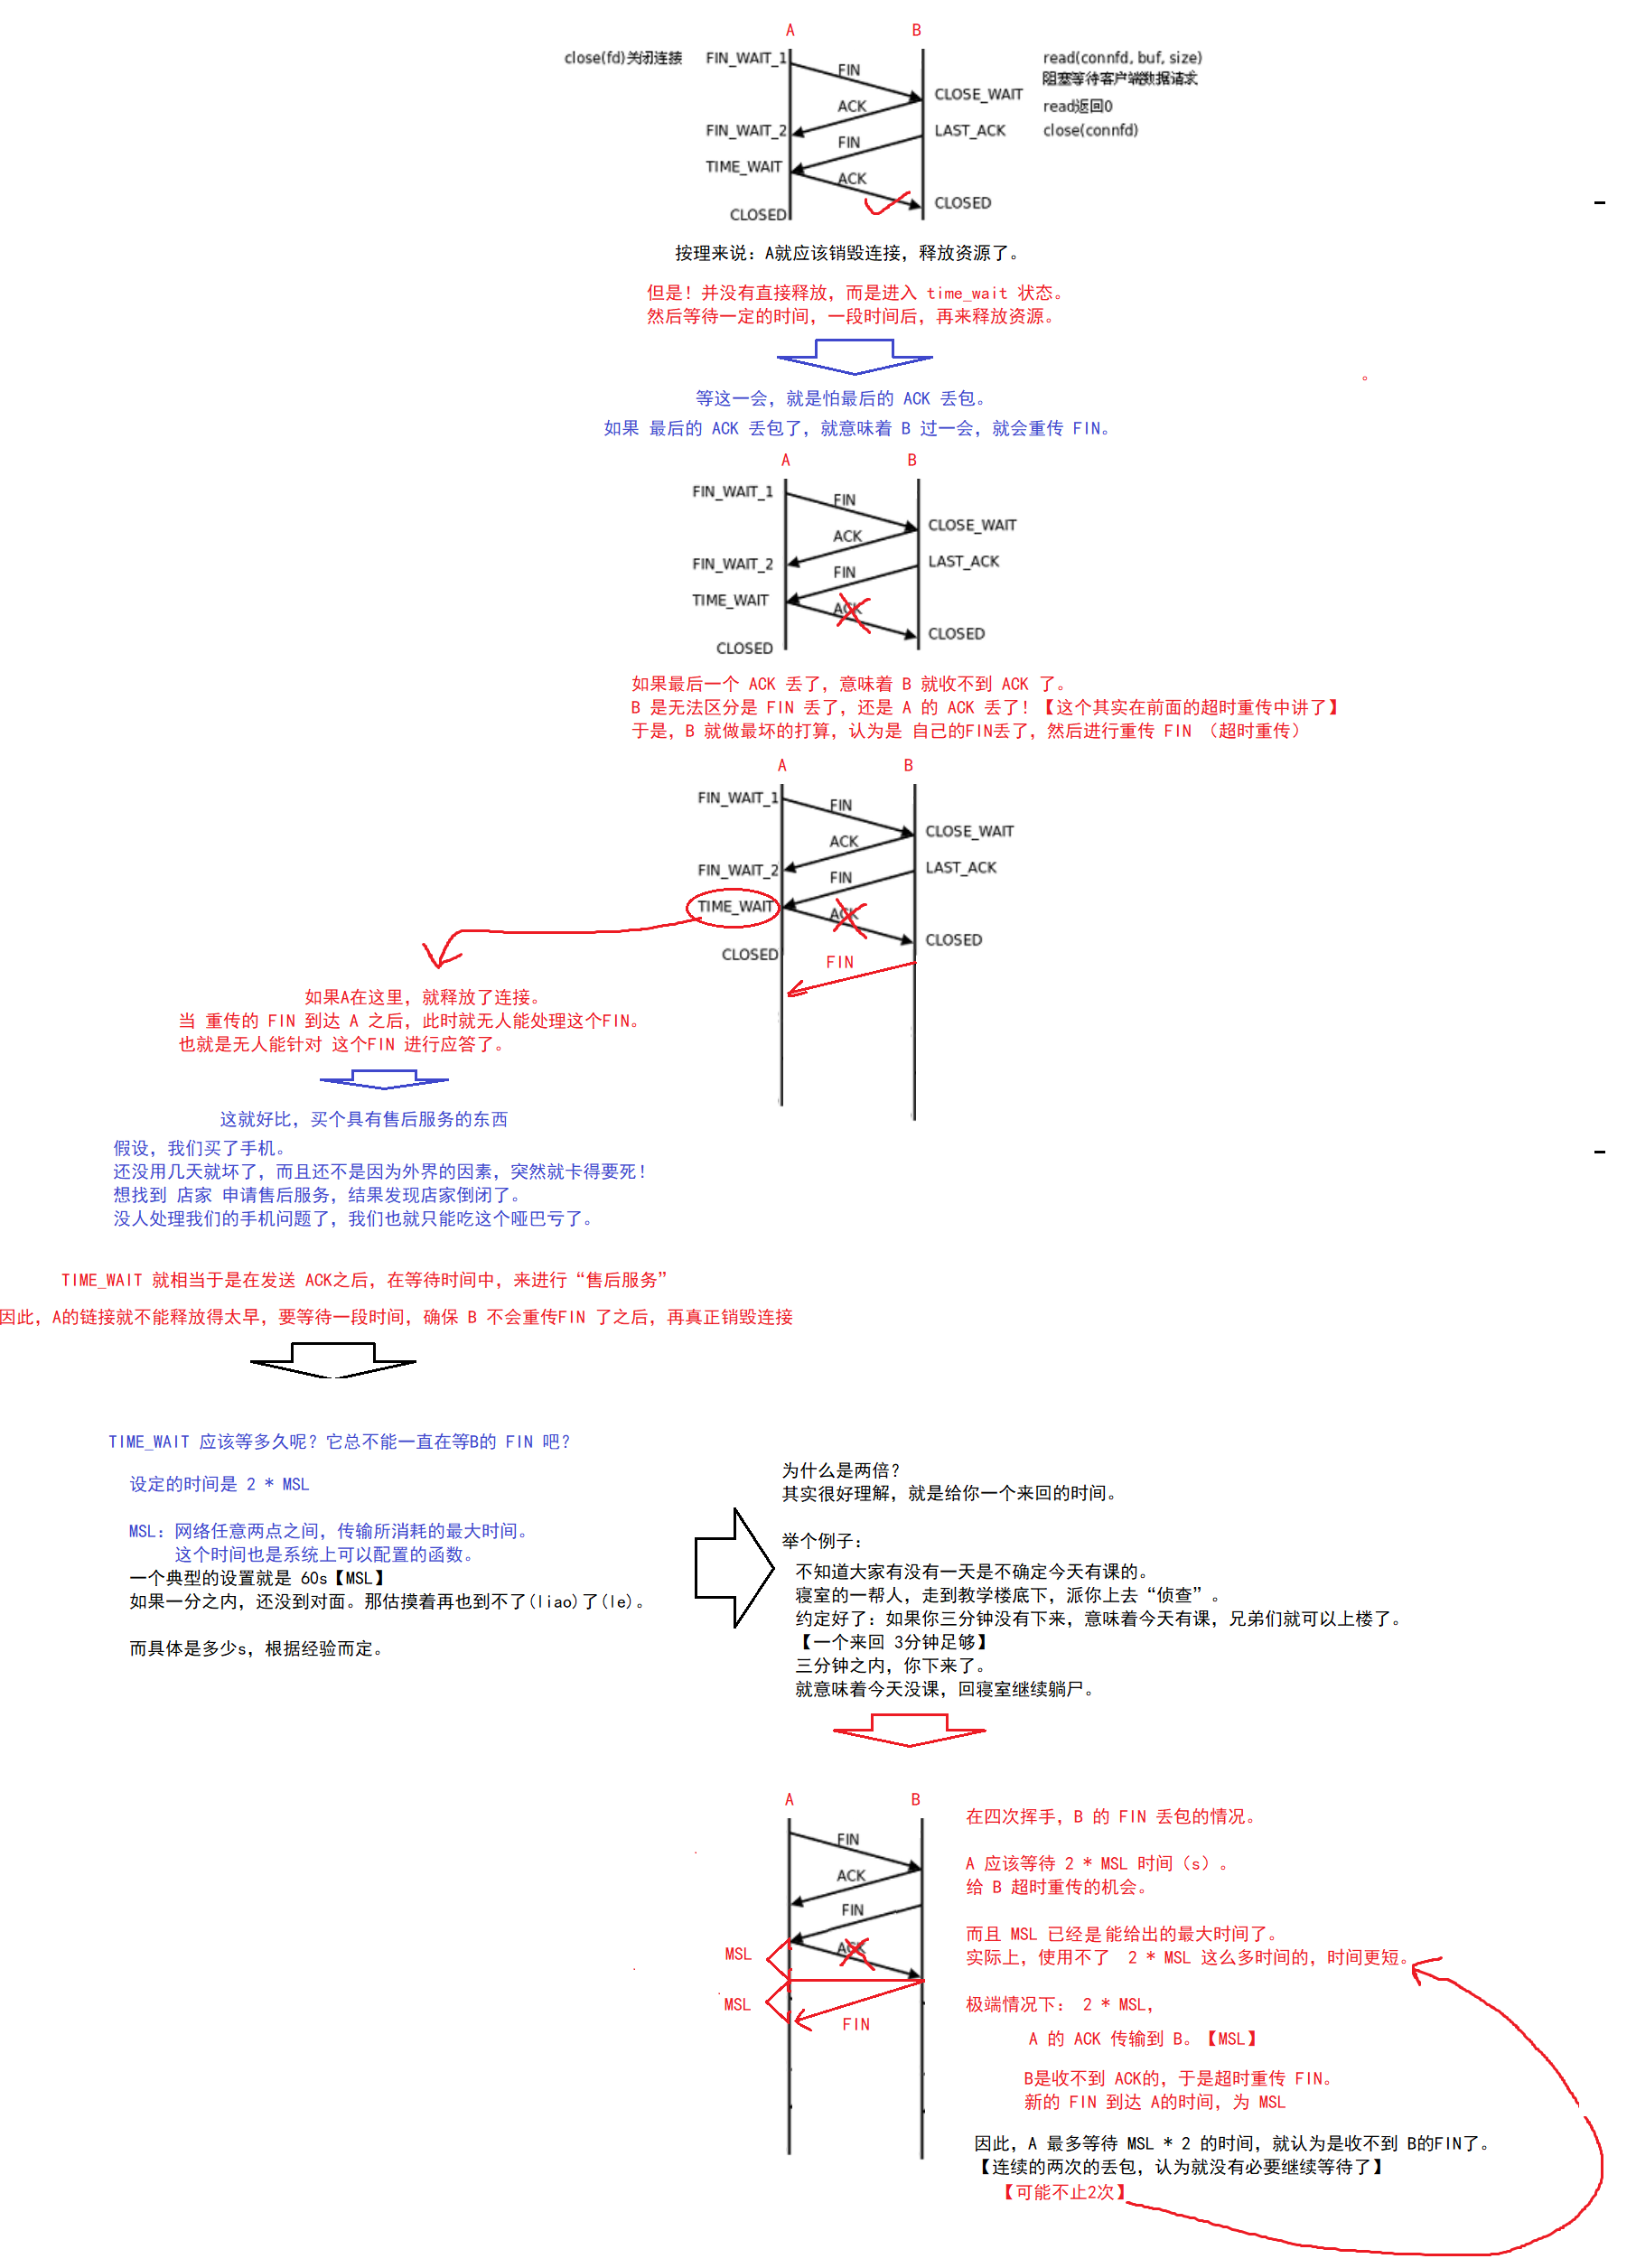 A B
close(fd)关闭连接 FIN_WAIT_1 FIN read(connfd, buf, size)
阻塞等待客户端数据请求
CLOSE_WAIT
ACK read返回0
FIN_WAIT_2 LAST_ACK close(connfd)
FIN
TIME_WAIT
ACK
CLOSED
CLOSED
按理来说：A就应该销毁连接，释放资源了。
但是！并没有直接释放，而是进入 time_wait 状态。
然后等待一定的时间，一段时间后，再来释放资源。
等这一会，就是怕最后的 ACK 丢包。
如果 最后的 ACK 丢包了，就意味着 B 过一会，就会重传 FIN。
A B
FIN_WAIT_1 FIN
CLOSE_WAIT
ACK
FIN_WAIT_2 LAST_ACK
FIN
TIME_WAIT
ACK
CLOSED
CLOSED
如果最后一个 ACK 丢了，意味着 B 就收不到 ACK 了。
B 是无法区分是 FIN 丢了，还是 A 的 ACK 丢了！【这个其实在前面的超时重传中讲了】
于是，B 就做最坏的打算，认为是 自己的FIN丢了，然后进行重传 FIN （超时重传）
A B
FIN_WAIT_1 FIN
CLOSE_WAIT
ACK
FIN_WAIT_2 LAST_ACK
FIN
TIME_WAIT
ACK
CLOSED
CLOSED
FIN
如果A在这里，就释放了连接。
当 重传的 FIN 到达 A 之后，此时就无人能处理这个FIN。
也就是无人能针对 这个FIN 进行应答了。
这就好比，买个具有售后服务的东西
假设，我们买了手机。
还没用几天就坏了，而且还不是因为外界的因素，突然就卡得要死！
想找到 店家 申请售后服务，结果发现店家倒闭了。
没人处理我们的手机问题了，我们也就只能吃这个哑巴亏了。
TIME_WAIT 就相当于是在发送 ACK之后，在等待时间中，来进行“售后服务”
因此，A的链接就不能释放得太早，要等待一段时间，确保 B 不会重传FIN 了之后，再真正销毁连接
TIME_WAIT 应该等多久呢？它总不能一直在等B的 FIN 吧？
设定的时间是 2 * MSL
MSL：网络任意两点之间，传输所消耗的最大时间。
这个时间也是系统上可以配置的函数。
一个典型的设置就是 60s【MSL】
如果一分之内，还没到对面。那估摸着再也到不了(liao)了(le)。
而具体是多少s，根据经验而定。
为什么是两倍？
其实很好理解，就是给你一个来回的时间。
举个例子：
不知道大家有没有一天是不确定今天有课的。
寝室的一帮人，走到教学楼底下，派你上去“侦查”。
约定好了：如果你三分钟没有下来，意味着今天有课，兄弟们就可以上楼了。
【一个来回 3分钟足够】
三分钟之内，你下来了。
就意味着今天没课，回寝室继续躺尸。
A B
FIN
ACK
FIN
ACK
MSL
MSL
FIN
在四次挥手，B 的 FIN 丢包的情况。
A 应该等待 2 * MSL 时间（s）。
给 B 超时重传的机会。
而且 MSL 已经是能给出的最大时间了。
实际上，使用不了 2 * MSL 这么多时间的，时间更短。
极端情况下： 2 * MSL，
A 的 ACK 传输到 B。【MSL】
B是收不到 ACK的，于是超时重传 FIN。
新的 FIN 到达 A的时间，为 MSL
因此，A 最多等待 MSL * 2 的时间，就认为是收不到 B的FIN了。
【连续的两次的丢包，认为就没有必要继续等待了】
【可能不止2次】